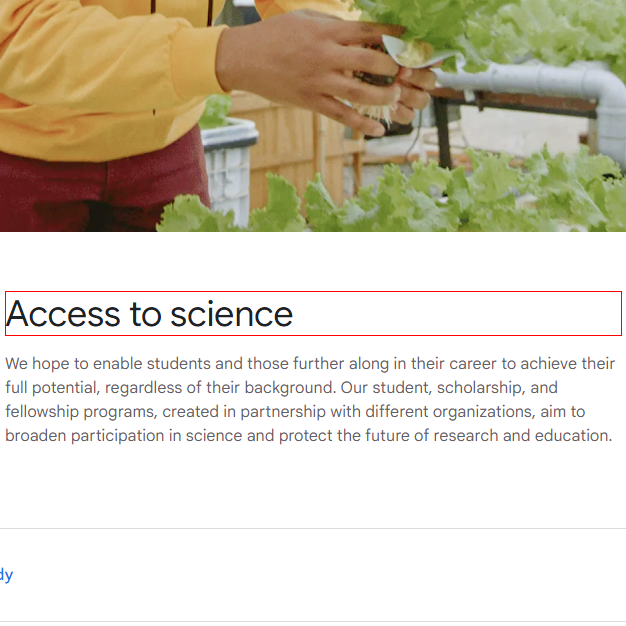 Access to science
We hope to enable students and those further along in their career to achieve their
full potential, regardless of their background. Our student, scholarship, and
fellowship programs, created in partnership with different organizations, aim to
broaden participation in science and protect the future of research and education.